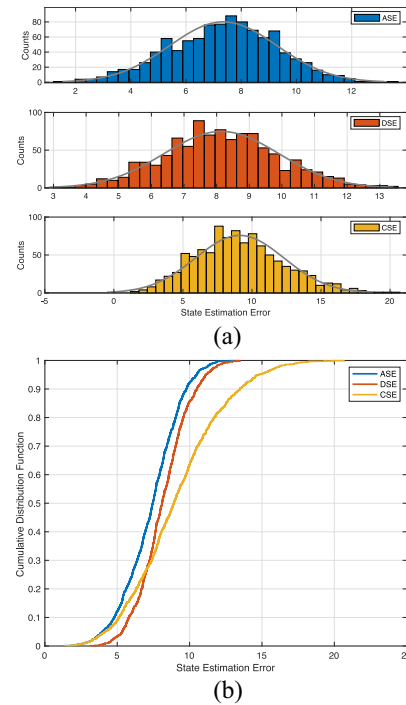 (a)
80
60
40
20
0
Counts
ASE
2 4 6 8 10 12
100
50
0
Counts
DSE
3 4 5 6 7 8 9 10 11 12 13
100
50
0
Counts
CSE
-5 0 5 10 15 20
State Estimation Error
(a)
1
0.9
0.8
0.7
0.6
0.5
0.4
0.3
0.2
0.1
0
Cumulative Distribution Function
ASE
DSE
CSE
0 5 10 15 20 25
State Estimation Error
(b)